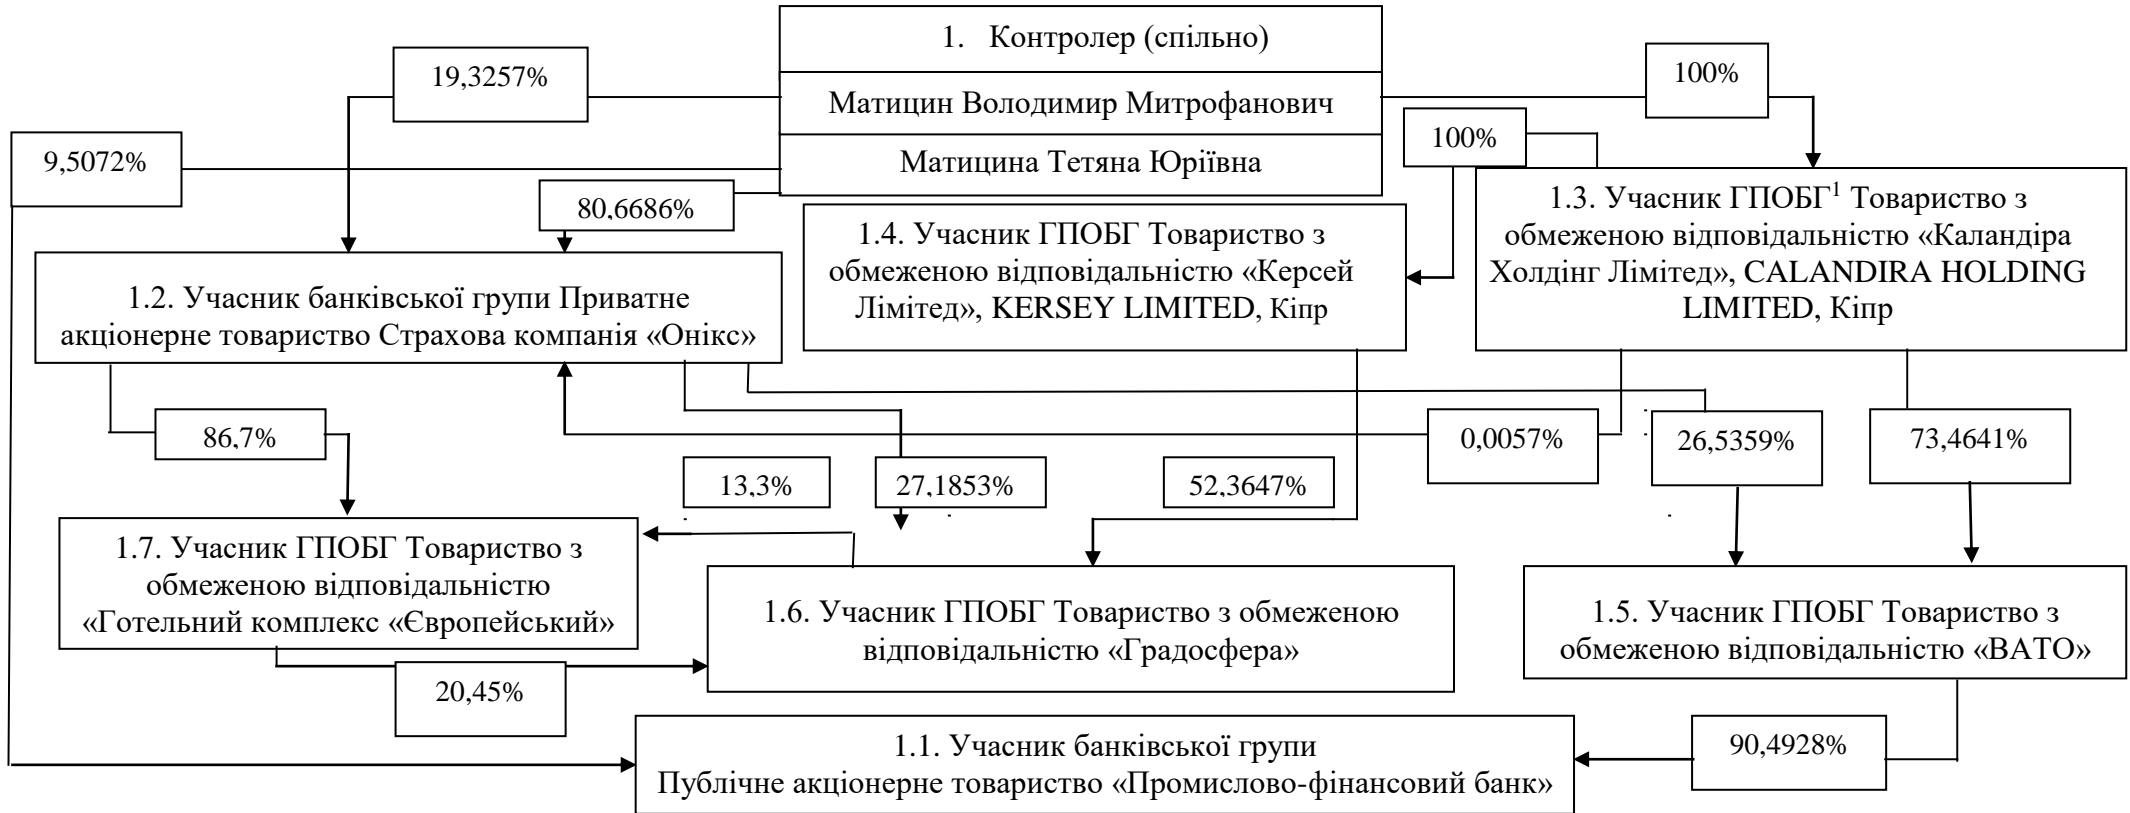 1. Контролер (спільно)
19,3257%
100%
Матицин Володимир Митрофанович
100%
9,5072%
Матицина Тетяна Юріївна
80,6686%
1.3. Учасник ГПОБГ¹ Товариство з
обмеженою відповідальністю «Каландіра
Холдінг Лімітед», CALANDIRA HOLDING
LIMITED, Кіпр
1.4. Учасник ГПОБГ Товариство з
обмеженою відповідальністю «Керсей
Лімітед», KERSEY LIMITED, Кіпр
1.2. Учасник банківської групи Приватне
акціонерне товариство Страхова компанія «Онікс»
86,7%
0,0057%
26,5359%
73,4641%
13,3%
27,1853%
52,3647%
1.7. Учасник ГПОБГ Товариство з
обмеженою відповідальністю
«Готельний комплекс «Європейський»
1.6. Учасник ГПОБГ Товариство з обмеженою
відповідальністю «Градосфера»
1.5. Учасник ГПОБГ Товариство з
обмеженою відповідальністю «ВАТО»
20,45%
1.1. Учасник банківської групи
Публічне акціонерне товариство «Промислово-фінансовий банк»
90,4928%